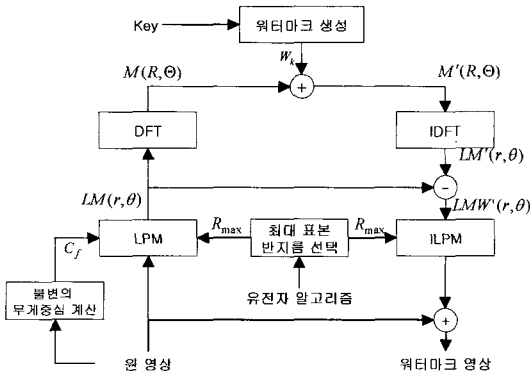 Key
워터마크 생성
W_k
M(R,Θ)
+
M'(R,Θ)
DFT
IDFT
LM'(r,θ)
LM(r,θ)
-
LMW'(r,θ)
C_f
LPM
R_max
최대 표본
반지름 선택
R_max
ILPM
불변의
무게중심 계산
유전자 알고리즘
+
원 영상
워터마크 영상